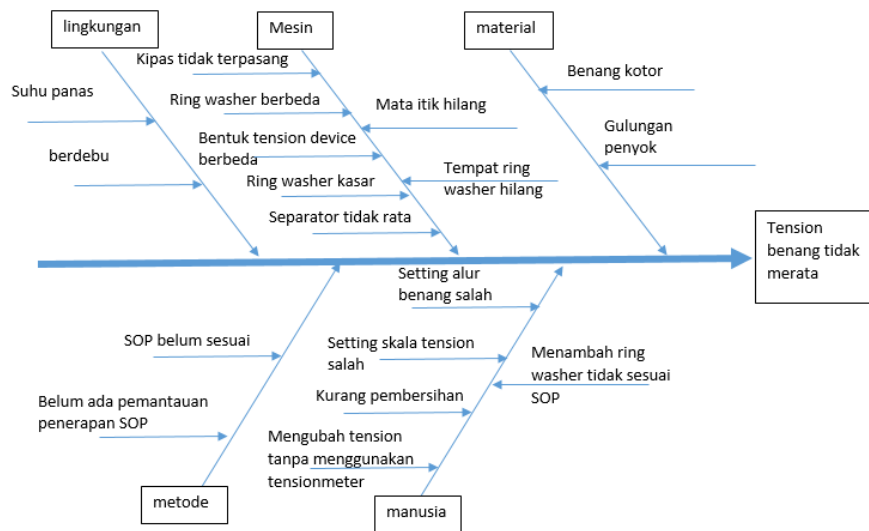 lingkungan
Mesin
material
Kipas tidak terpasang
Suhu panas
Ring washer berbeda
Mata itik hilang
Benang kotor
Bentuk tension device
berbeda
berdebu
Gulungan
penyok
Tempat ring
washer hilang
Ring washer kasar
Separator tidak rata
Tension
benang tidak
merata
Setting alur
benang salah
SOP belum sesuai
Setting skala tension
salah
Menambah ring
washer tidak sesuai
SOP
Kurang pembersihan
Belum ada pemantauan
penerapan SOP
Mengubah tension
tanpa menggunakan
tensionmeter
metode
manusia